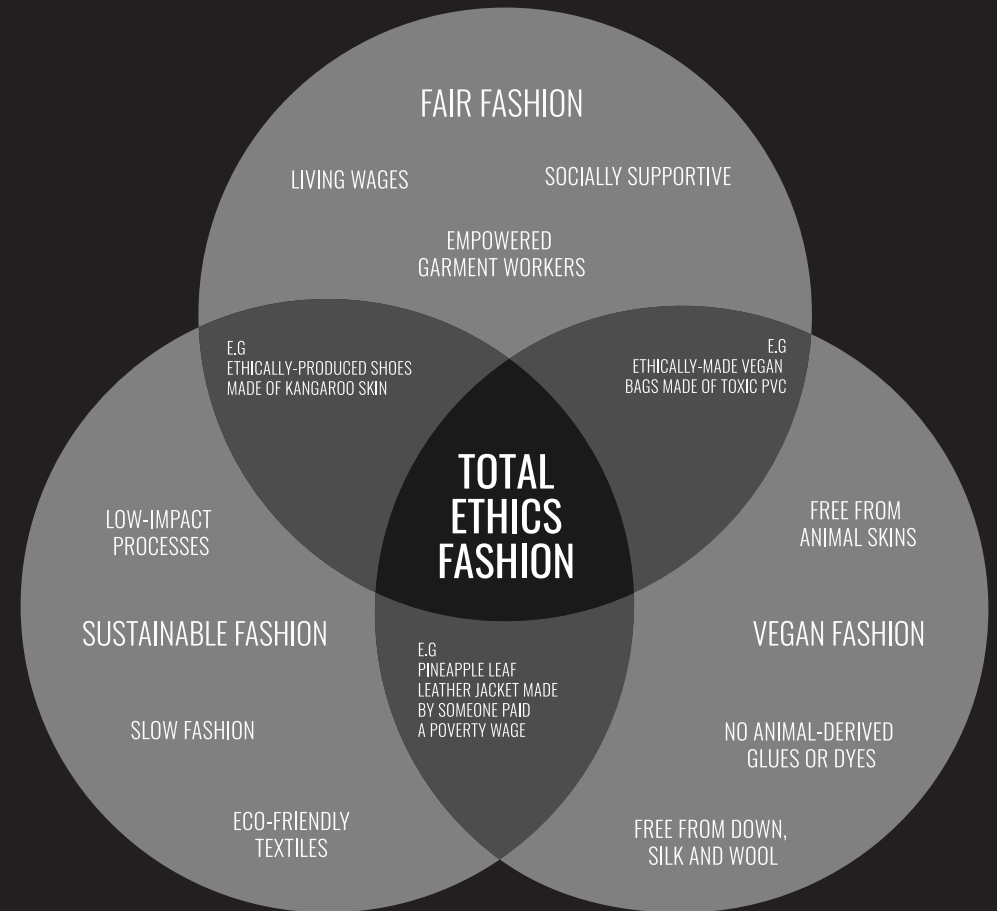 FAIR FASHION
LIVING WAGES
SOCIALLY SUPPORTIVE
EMPOWERED
GARMENT WORKERS
E.G
ETHICALLY-PRODUCED SHOES
MADE OF KANGAROO SKIN
E.G
ETHICALLY-MADE VEGAN
BAGS MADE OF TOXIC PVC
TOTAL
ETHICS
FASHION
LOW-IMPACT
PROCESSES
SUSTAINABLE FASHION
SLOW FASHION
ECO-FRIENDLY
TEXTILES
E.G
PINEAPPLE LEAF
LEATHER JACKET MADE
BY SOMEONE PAID
A POVERTY WAGE
FREE FROM
ANIMAL SKINS
VEGAN FASHION
NO ANIMAL-DERIVED
GLUES OR DYES
FREE FROM DOWN,
SILK AND WOOL